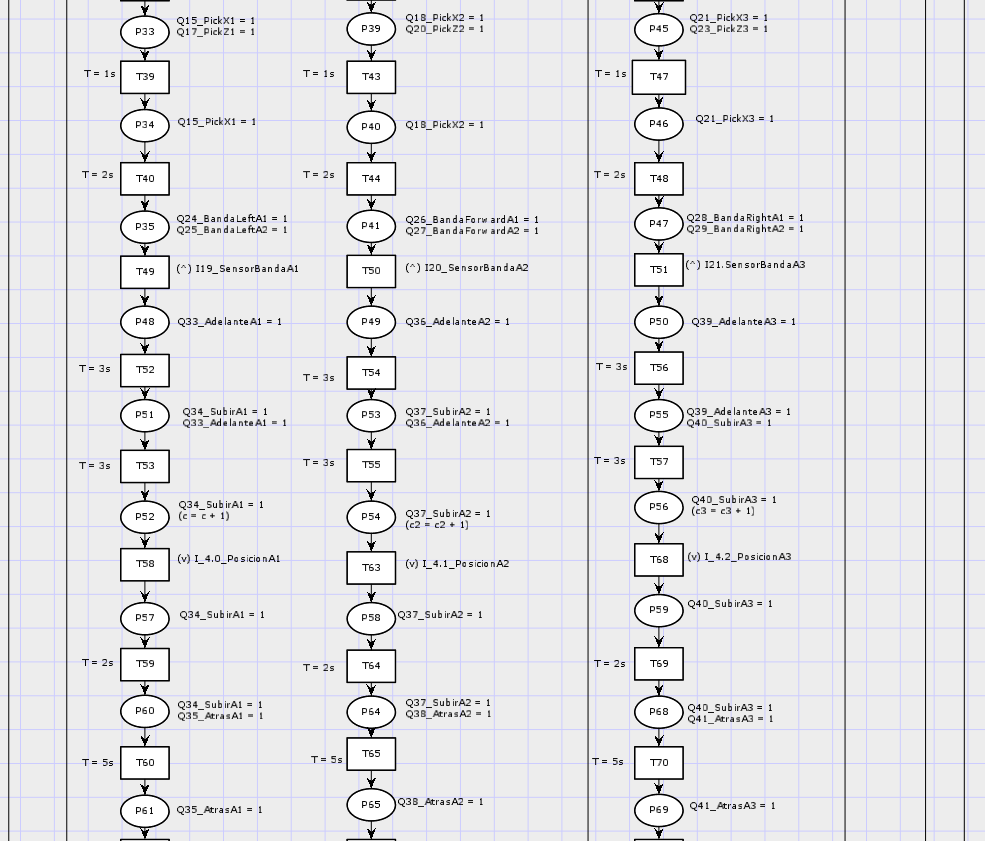 P33
Q15_PickX1 = 1
Q17_PickZ1 = 1
T = 1s
T39
P34
Q15_PickX1 = 1
T = 2s
T40
P35
Q24_BandaLeftA1 = 1
Q25_BandaLeftA2 = 1
T49
(^) I19_SensorBandaA1
P48
Q33_AdelanteA1 = 1
T = 3s
T52
P51
Q34_SubirA1 = 1
Q33_AdelanteA1 = 1
T = 3s
T53
P52
Q34_SubirA1 = 1
(c = c + 1)
T58
(v) I_4.0_PosicionA1
P57
Q34_SubirA1 = 1
T = 2s
T59
P60
Q34_SubirA1 = 1
Q35_AtrasA1 = 1
T = 5s
T60
P61
Q35_AtrasA1 = 1
P39
Q18_PickX2 = 1
Q20_PickZ2 = 1
T = 1s
T43
P40
Q18_PickX2 = 1
T = 2s
T44
P41
Q26_BandaForwardA1 = 1
Q27_BandaForwardA2 = 1
T50
(^) I20_SensorBandaA2
P49
Q36_AdelanteA2 = 1
T = 3s
T54
P53
Q37_SubirA2 = 1
Q36_AdelanteA2 = 1
T = 3s
T55
P54
Q37_SubirA2 = 1
(c2 = c2 + 1)
T63
(v) I_4.1_PosicionA2
P58
Q37_SubirA2 = 1
T = 2s
T64
P64
Q37_SubirA2 = 1
Q38_AtrasA2 = 1
T = 5s
T65
P65
Q38_AtrasA2 = 1
P45
Q21_PickX3 = 1
Q23_PickZ3 = 1
T = 1s
T47
P46
Q21_PickX3 = 1
T = 2s
T48
P47
Q28_BandaRightA1 = 1
Q29_BandaRightA2 = 1
T51
(^) I21.SensorBandaA3
P50
Q39_AdelanteA3 = 1
T = 3s
T56
P55
Q39_AdelanteA3 = 1
Q40_SubirA3 = 1
T = 3s
T57
P56
Q40_SubirA3 = 1
(c3 = c3 + 1)
T68
(v) I_4.2_PosicionA3
P59
Q40_SubirA3 = 1
T = 2s
T69
P68
Q40_SubirA3 = 1
Q41_AtrasA3 = 1
T = 5s
T70
P69
Q41_AtrasA3 = 1